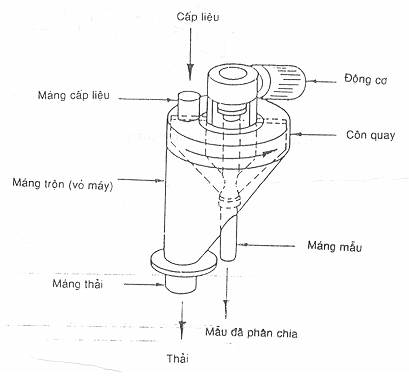 Cấp liệu
Động cơ
Máng cấp liệu
Côn quay
Máng trộn (vỏ máy)
Máng mẫu
Máng thải
Mẫu đã phân chia
Thải